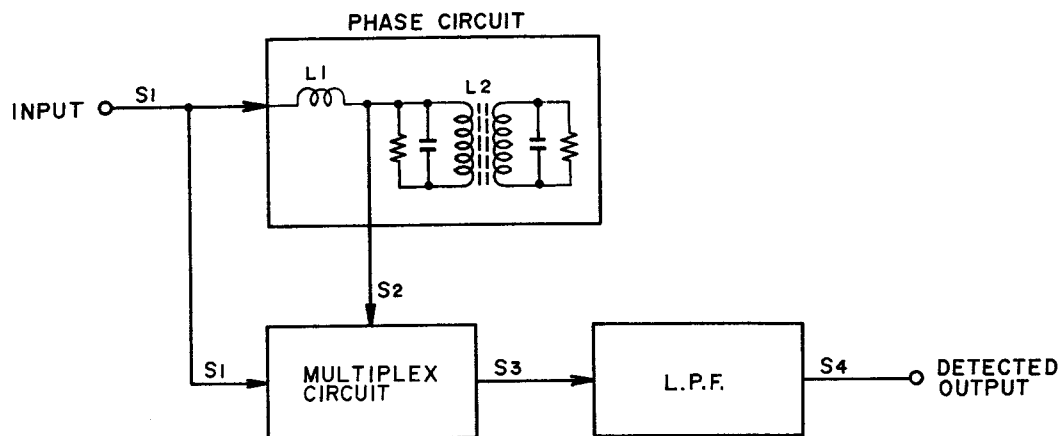 PHASE CIRCUIT
L1
L2
INPUT
S1
S2
S1
MULTIPLEX
CIRCUIT
S3
L.P.F.
S4
DETECTED
OUTPUT